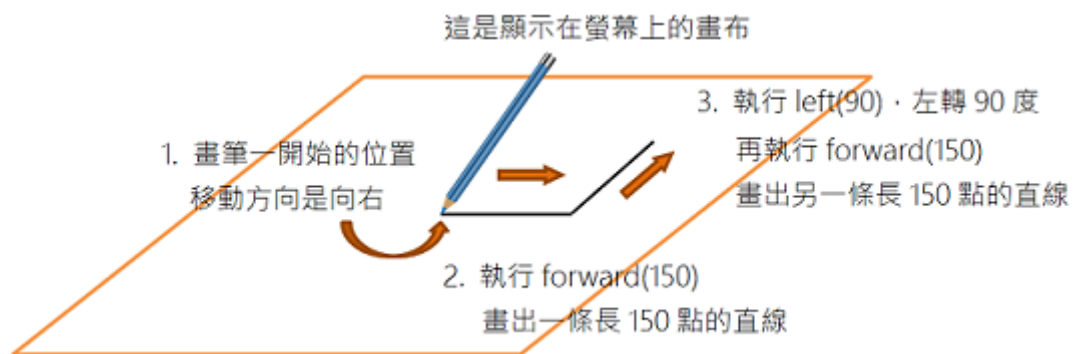 這是顯示在螢幕上的畫布
1. 畫筆一開始的位置
移動方向是向右
2. 執行 forward(150)
畫出一條長 150 點的直線
3. 執行 left(90)，左轉 90 度
再執行 forward(150)
畫出另一條長 150 點的直線